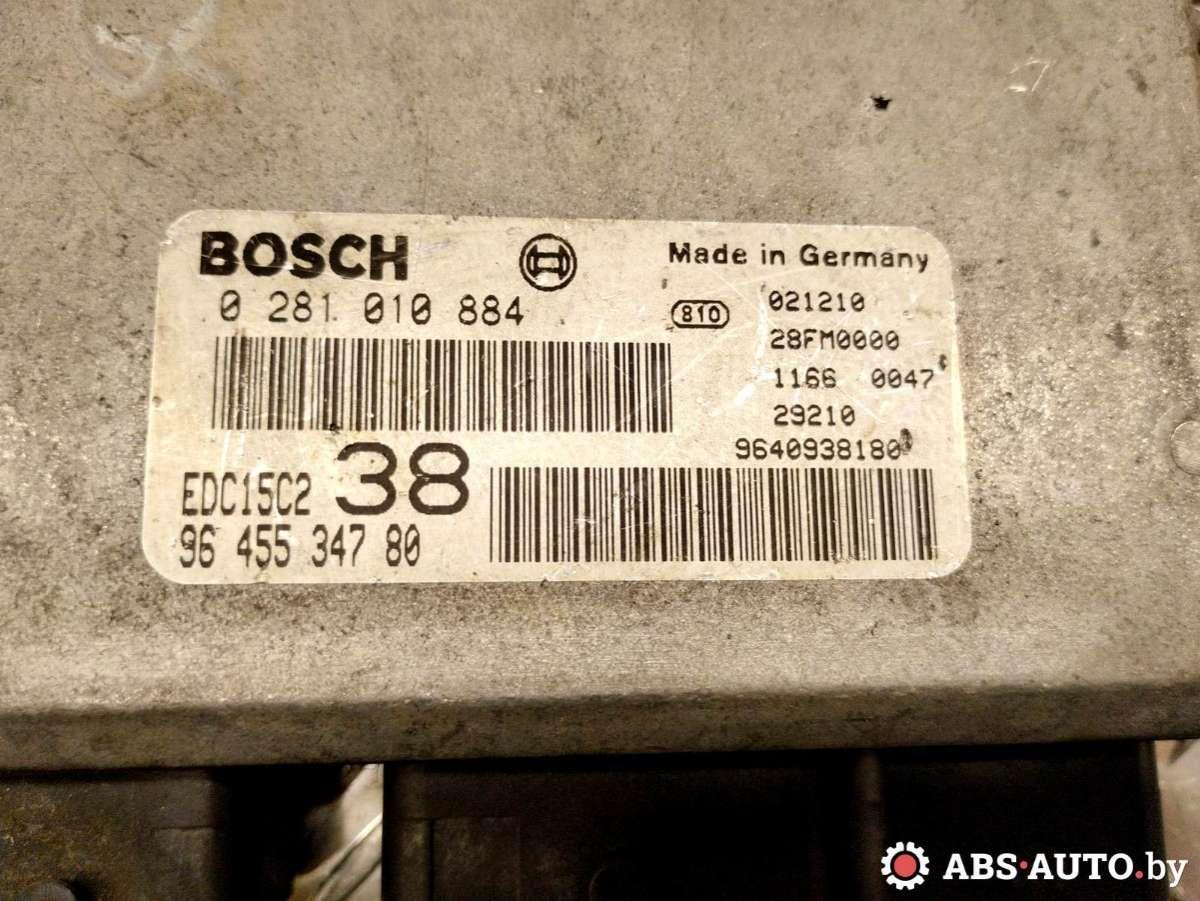 BOSCH
Made in Germany
0 281 010 884
810
021210
28FM0000
1166 0047
29210
9640938180
EDC15C2 38
96 455 347 80
ABS-AUTO.by